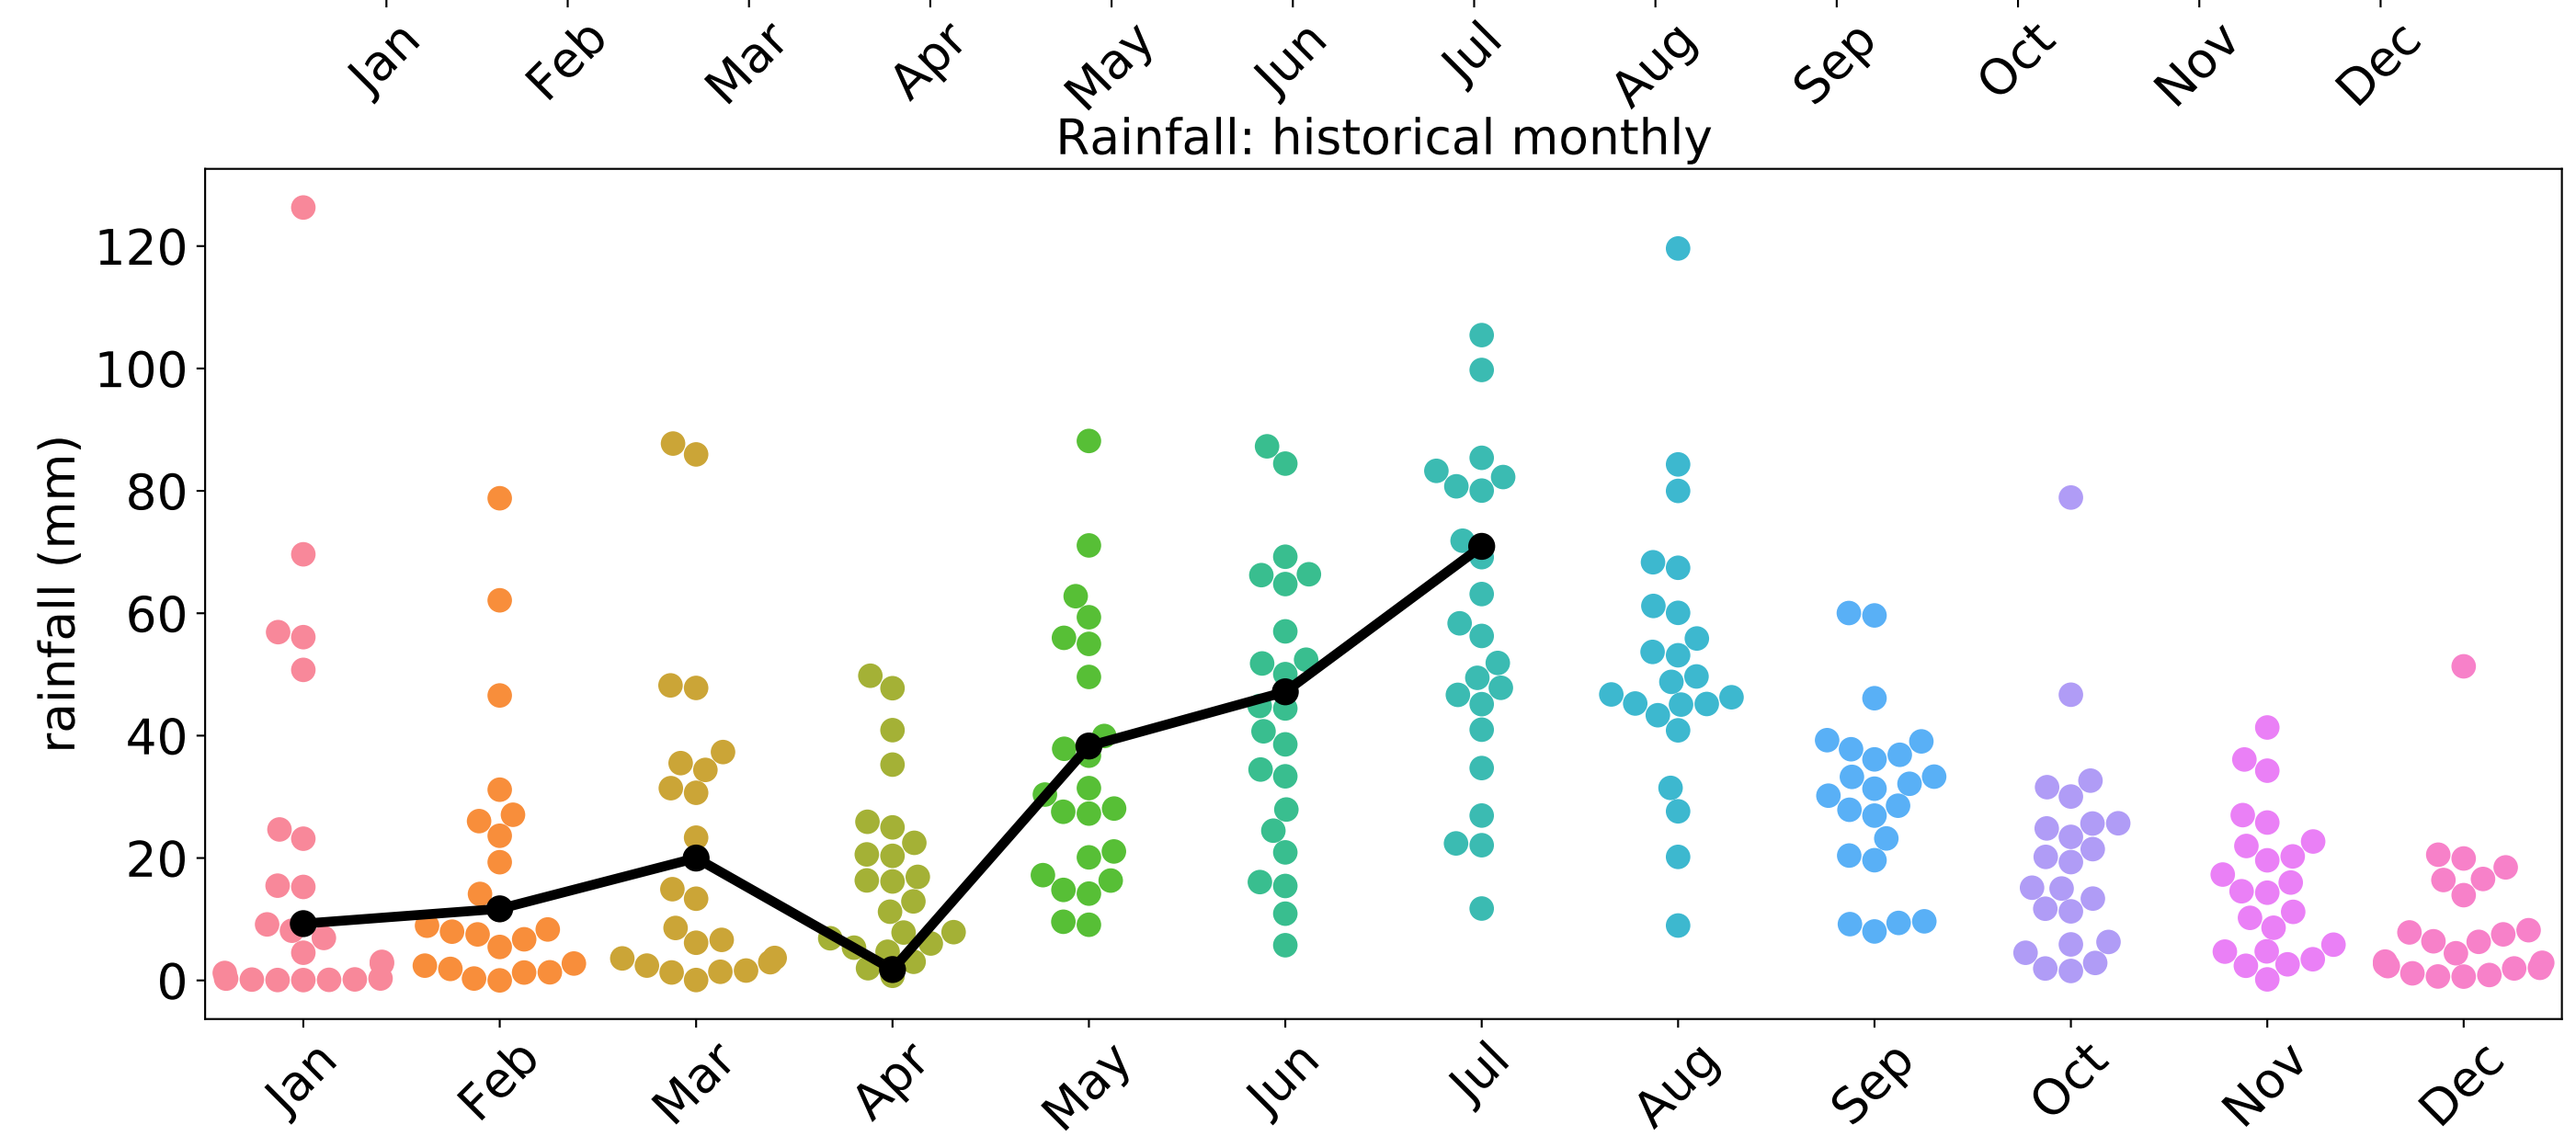 Jan Feb Mar Apr May Jun Jul Aug Sep Oct Nov Dec
Rainfall: historical monthly
rainfall (mm)
120
100
80
60
40
20
0
Jan Feb Mar Apr May Jun Jul Aug Sep Oct Nov Dec